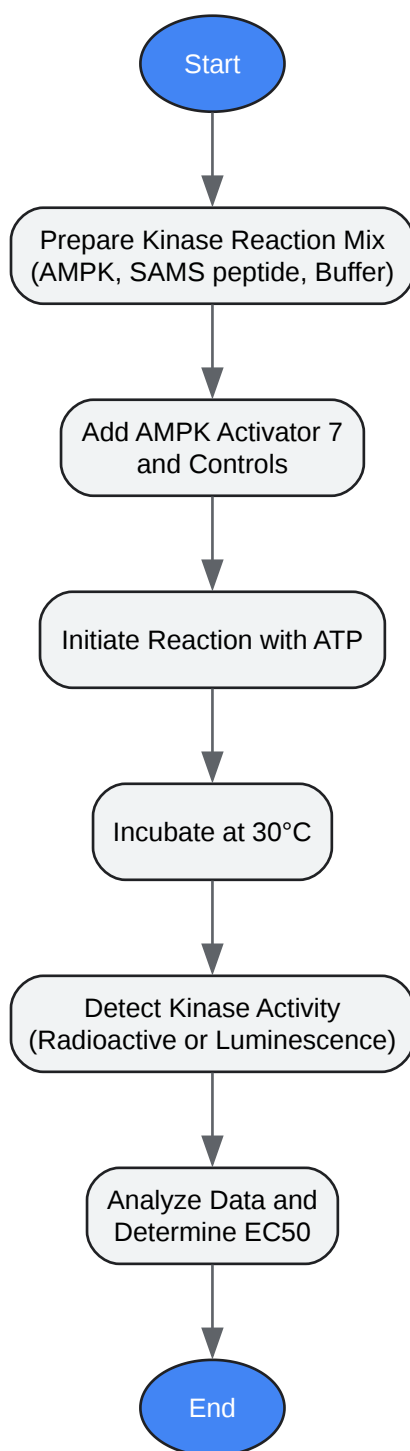 Start
Prepare Kinase Reaction Mix
(AMPK, SAMS peptide, Buffer)
Add AMPK Activator 7
and Controls
Initiate Reaction with ATP
Incubate at 30°C
Detect Kinase Activity
(Radioactive or Luminescence)
Analyze Data and
Determine EC50
End